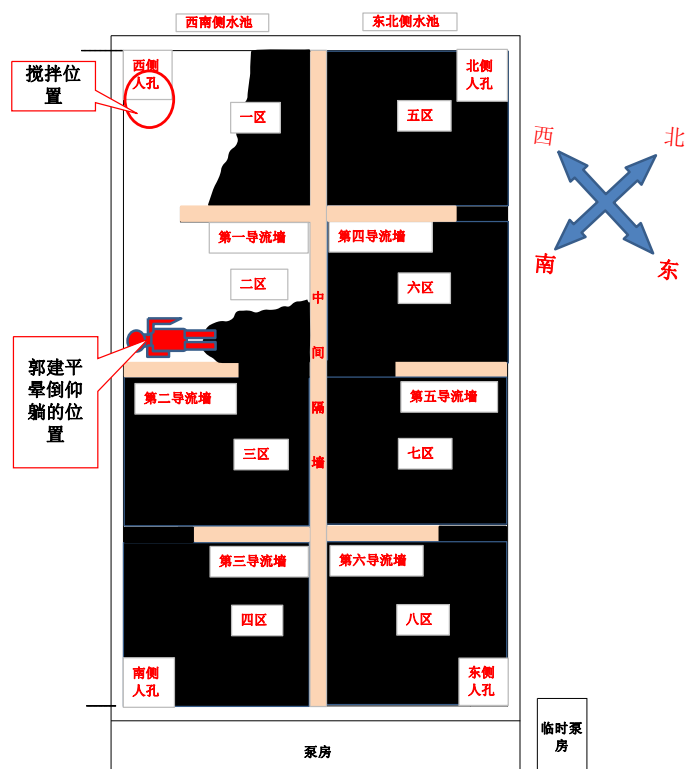 西南侧水池
东北侧水池
搅拌位
置
西侧
人孔
北侧
人孔
一区
五区
西
北
南
东
第一导流墙
第四导流墙
二区
六区
中
间
隔
墙
郭建平
晕倒仰
躺的位
置
第二导流墙
第五导流墙
三区
七区
第三导流墙
第六导流墙
四区
八区
南侧
人孔
东侧
人孔
泵房
临时泵
房